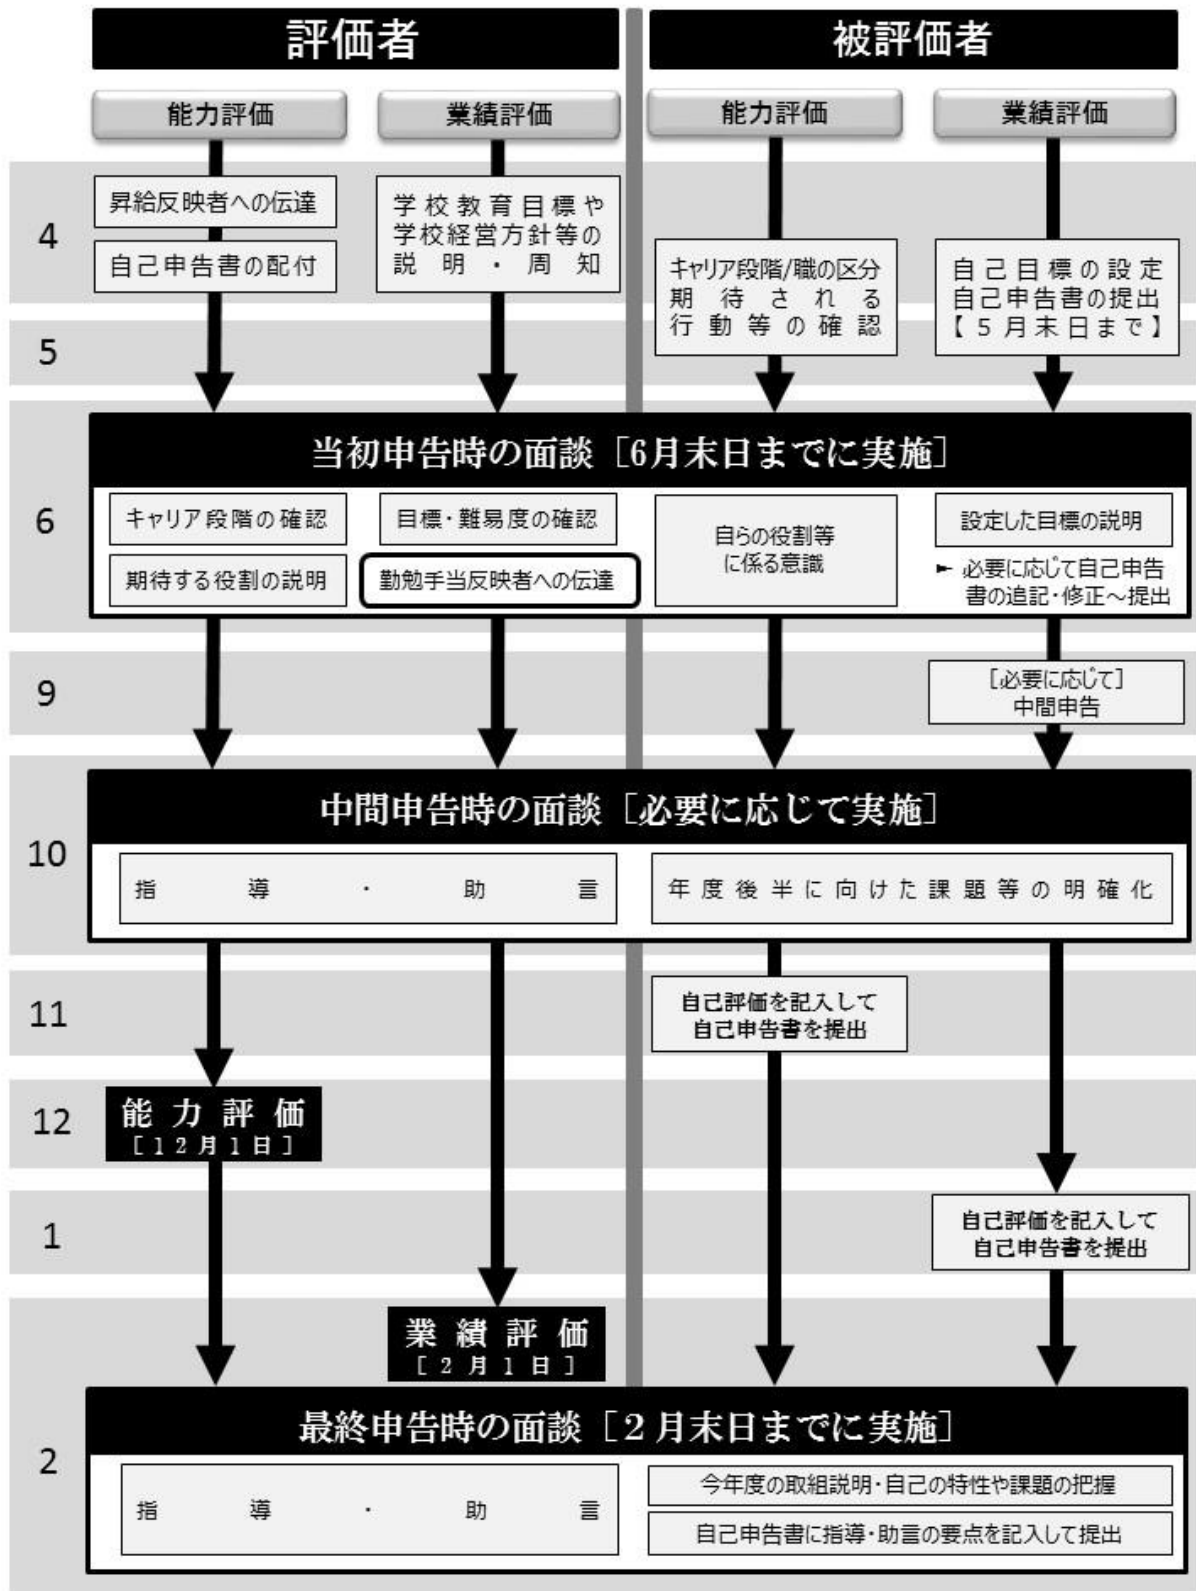 評価者
被評価者
能力評価
業績評価
能力評価
業績評価
4
昇給反映者への伝達
自己申告書の配付
学校教育目標や
学校経営方針等の
説明・周知
キャリア段階/職の区分
期待される
行動等の確認
自己目標の設定
自己申告書の提出
【5月末日まで】
5
当初申告時の面談［6月末日までに実施］
6
キャリア段階の確認
期待する役割の説明
目標・難易度の確認
勤勉手当反映者への伝達
自らの役割等
に係る意識
設定した目標の説明
► 必要に応じて自己申告
書の追記・修正～提出
9
［必要に応じて］
中間申告
中間申告時の面談［必要に応じて実施］
10
指導・助言
年度後半に向けた課題等の明確化
11
自己評価を記入して
自己申告書を提出
12
能力評価
［12月1日］
1
自己評価を記入して
自己申告書を提出
業績評価
［2月1日］
最終申告時の面談［２月末日までに実施］
2
指導・助言
今年度の取組説明・自己の特性や課題の把握
自己申告書に指導・助言の要点を記入して提出